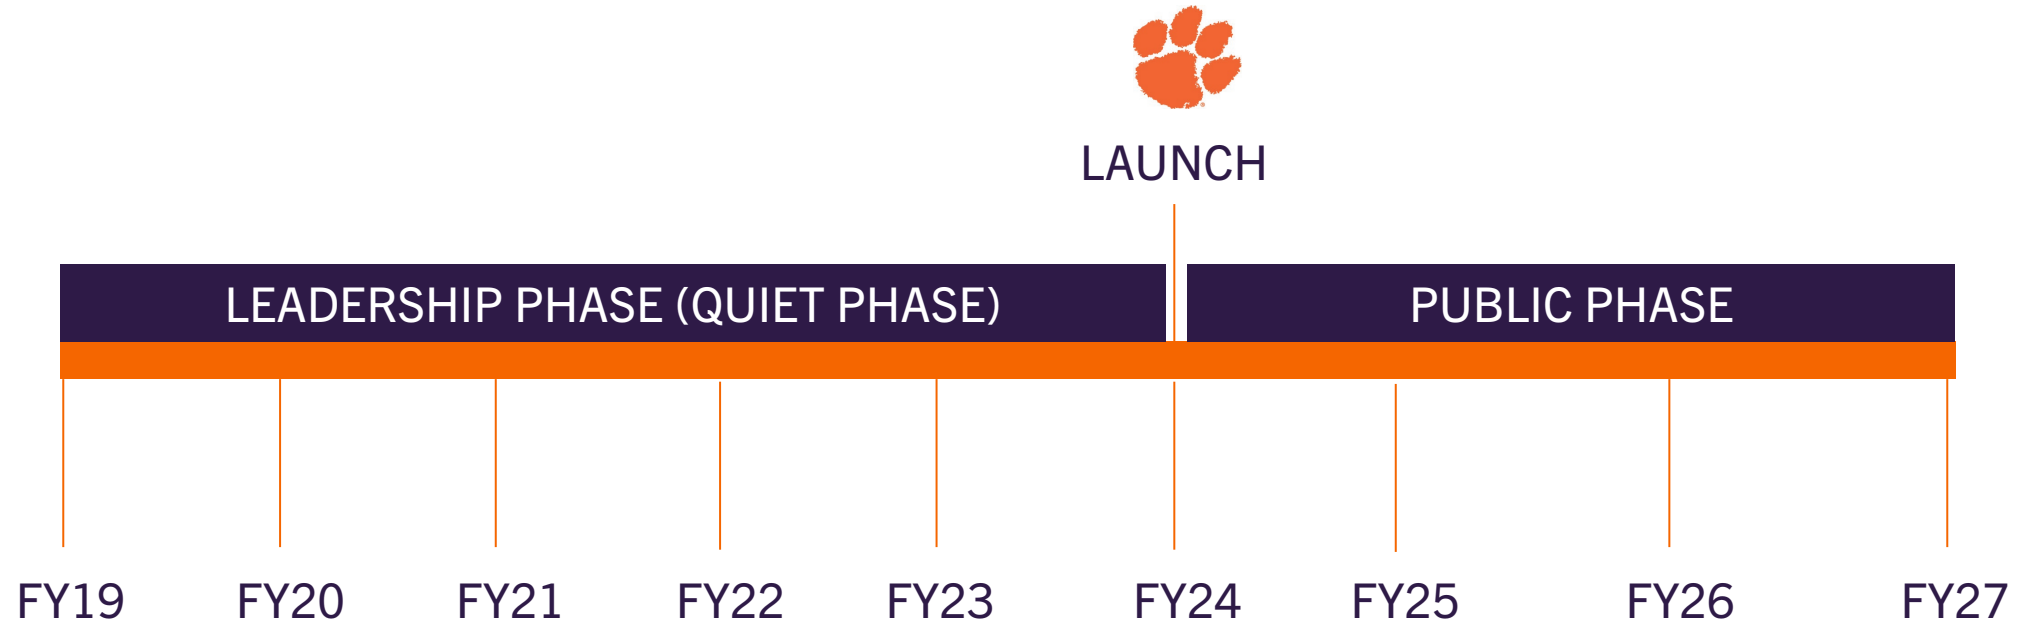 LAUNCH
LEADERSHIP PHASE (QUIET PHASE) PUBLIC PHASE
FY19 FY20 FY21 FY22 FY23 FY24 FY25 FY26 FY27